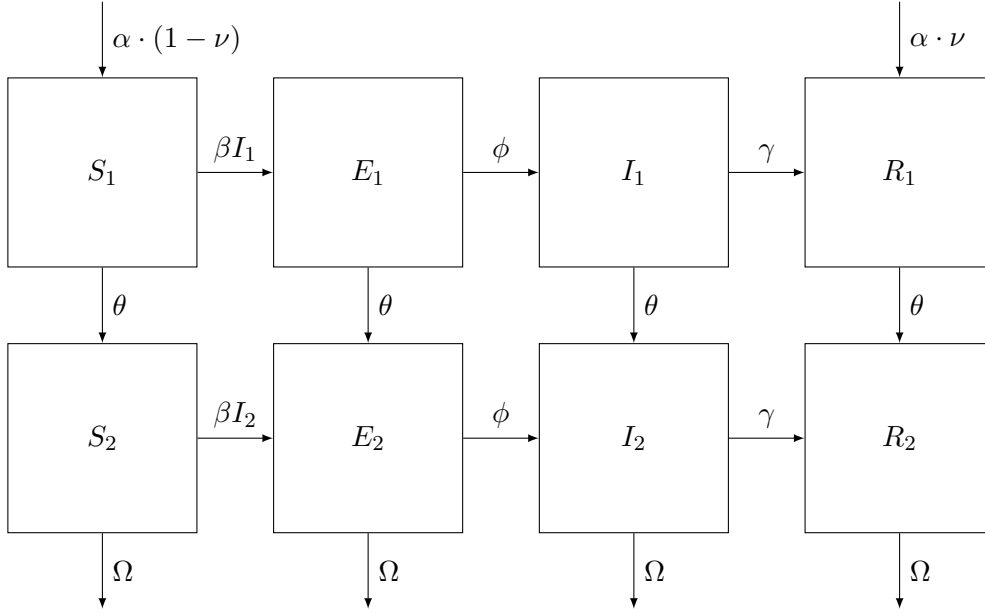 α · (1 − ν)
α · ν
S₁
βI₁
E₁
ϕ
I₁
γ
R₁
θ
θ
θ
θ
S₂
βI₂
E₂
ϕ
I₂
γ
R₂
Ω
Ω
Ω
Ω